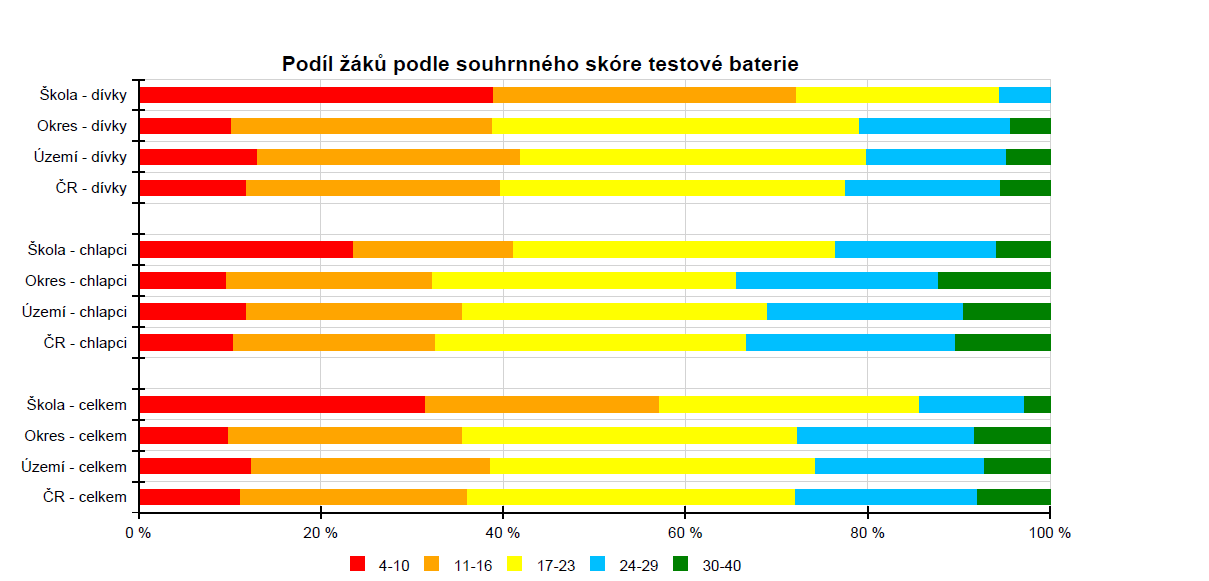 Podíl žáků podle souhrnného skóre testové baterie
Škola - dívky
Okres - dívky
Území - dívky
ČR - dívky
Škola - chlapci
Okres - chlapci
Území - chlapci
ČR - chlapci
Škola - celkem
Okres - celkem
Území - celkem
ČR - celkem
0 % 20 % 40 % 60 % 80 % 100 %
4-10 11-16 17-23 24-29 30-40